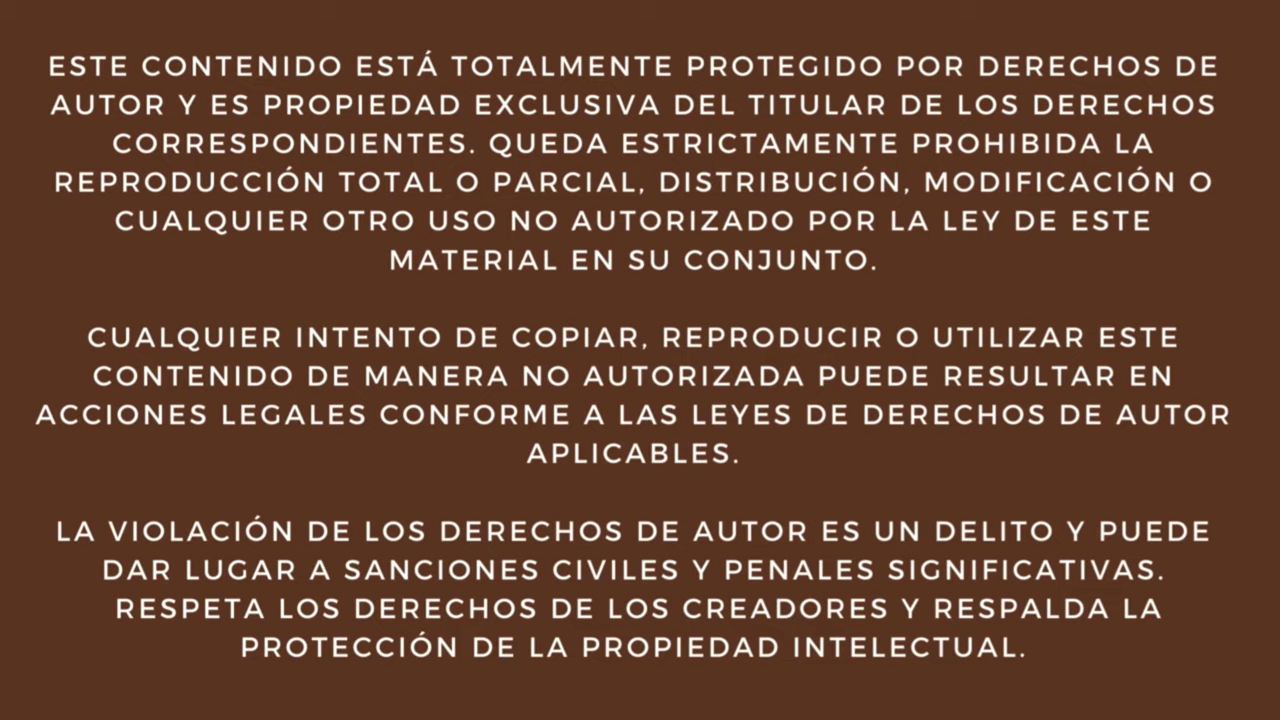 ESTE CONTENIDO ESTÁ TOTALMENTE PROTEGIDO POR DERECHOS DE
AUTOR Y ES PROPIEDAD EXCLUSIVA DEL TITULAR DE LOS DERECHOS
CORRESPONDIENTES. QUEDA ESTRICTAMENTE PROHIBIDA LA
REPRODUCCIÓN TOTAL O PARCIAL, DISTRIBUCIÓN, MODIFICACIÓN O
CUALQUIER OTRO USO NO AUTORIZADO POR LA LEY DE ESTE
MATERIAL EN SU CONJUNTO.
CUALQUIER INTENTO DE COPIAR, REPRODUCIR O UTILIZAR ESTE
CONTENIDO DE MANERA NO AUTORIZADA PUEDE RESULTAR EN
ACCIONES LEGALES CONFORME A LAS LEYES DE DERECHOS DE AUTOR
APLICABLES.
LA VIOLACIÓN DE LOS DERECHOS DE AUTOR ES UN DELITO Y PUEDE
DAR LUGAR A SANCIONES CIVILES Y PENALES SIGNIFICATIVAS.
RESPETA LOS DERECHOS DE LOS CREADORES Y RESPALDA LA
PROTECCIÓN DE LA PROPIEDAD INTELECTUAL.